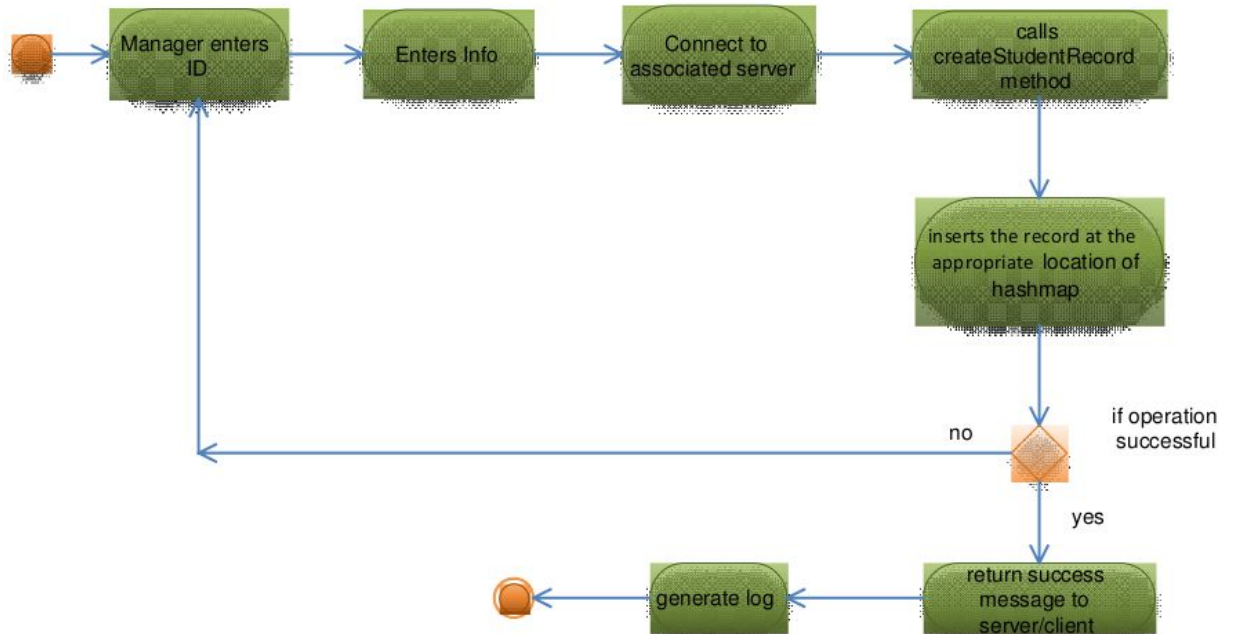 Manager enters
ID
Enters Info
Connect to
associated server
calls
createStudentRecord
method
inserts the record at the
appropriate location of
hashmap
if operation
successful
no
yes
return success
message to
server/client
generate log